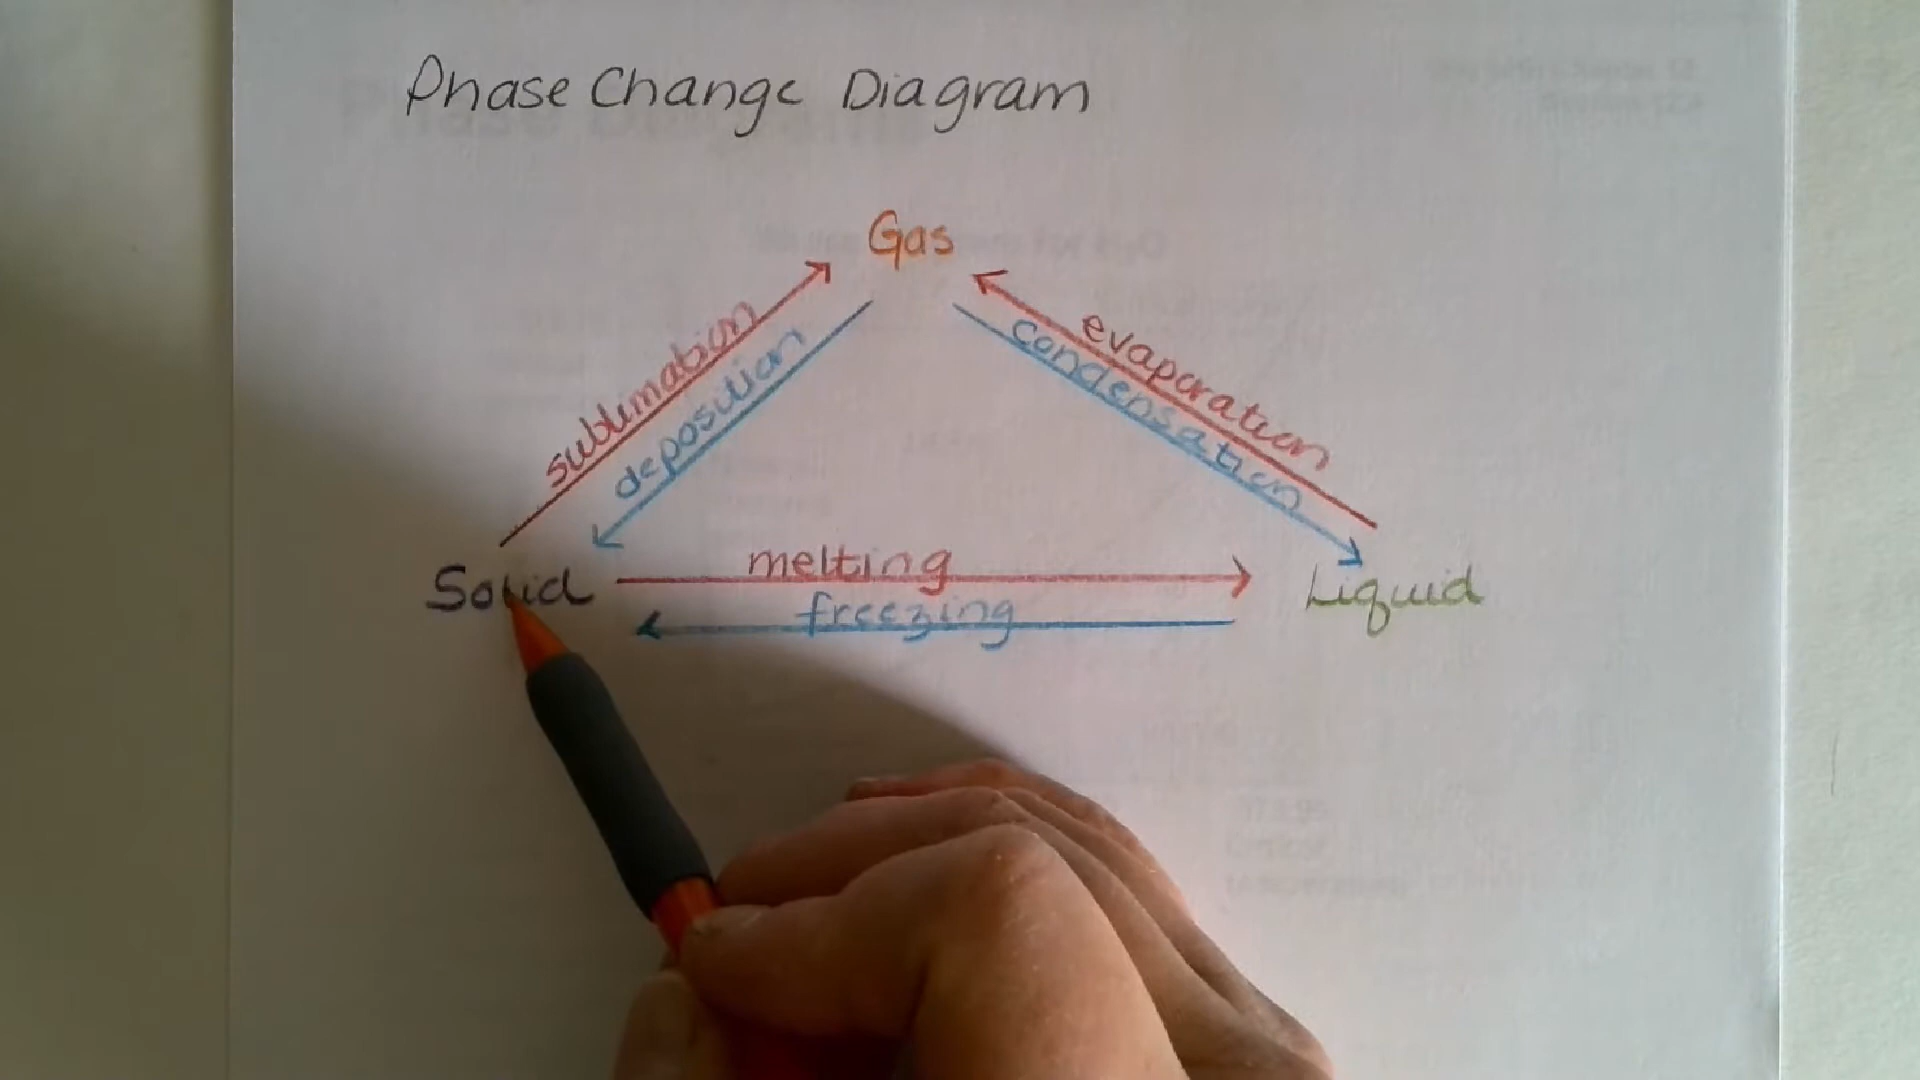 Phase Change Diagram
Gas
sublimation
deposition
evaporation
condensation
Solid
melting
freezing
Liquid